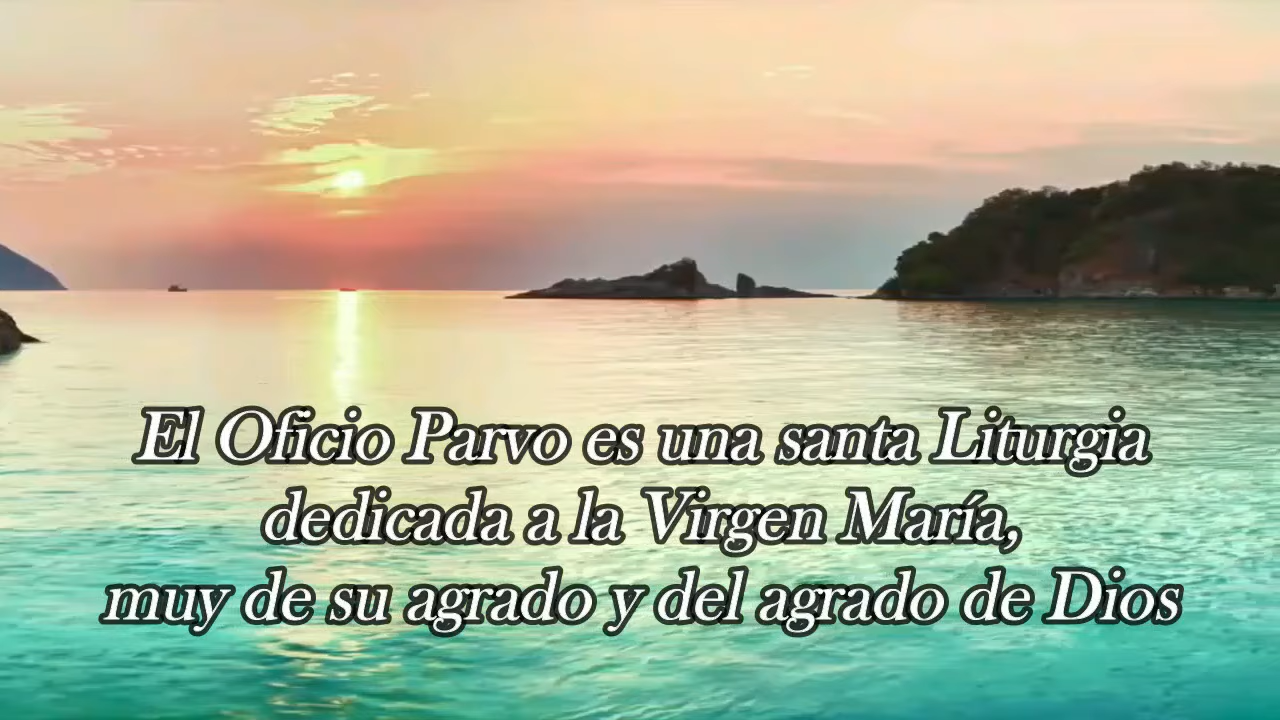 El Oficio Parvo es una santa Liturgia
dedicada a la Virgen María,
muy de su agrado y del agrado de Dios